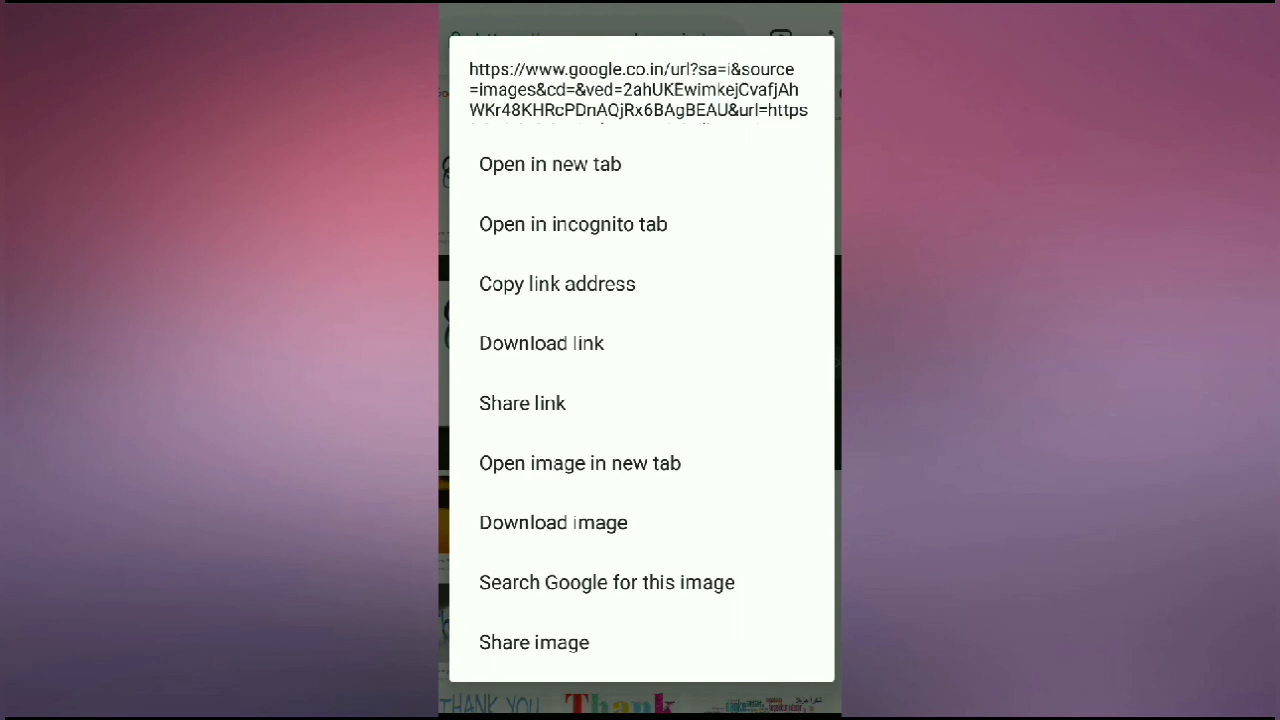 https://www.google.co.in/url?sa=i&source
=images&cd=&ved=2ahUKEwimkejCvafjAh
WKr48KHRcPDnAQjRx6BAgBEAU&url=https
Open in new tab
Open in incognito tab
Copy link address
Download link
Share link
Open image in new tab
Download image
Search Google for this image
Share image
THANK YOU
Thank